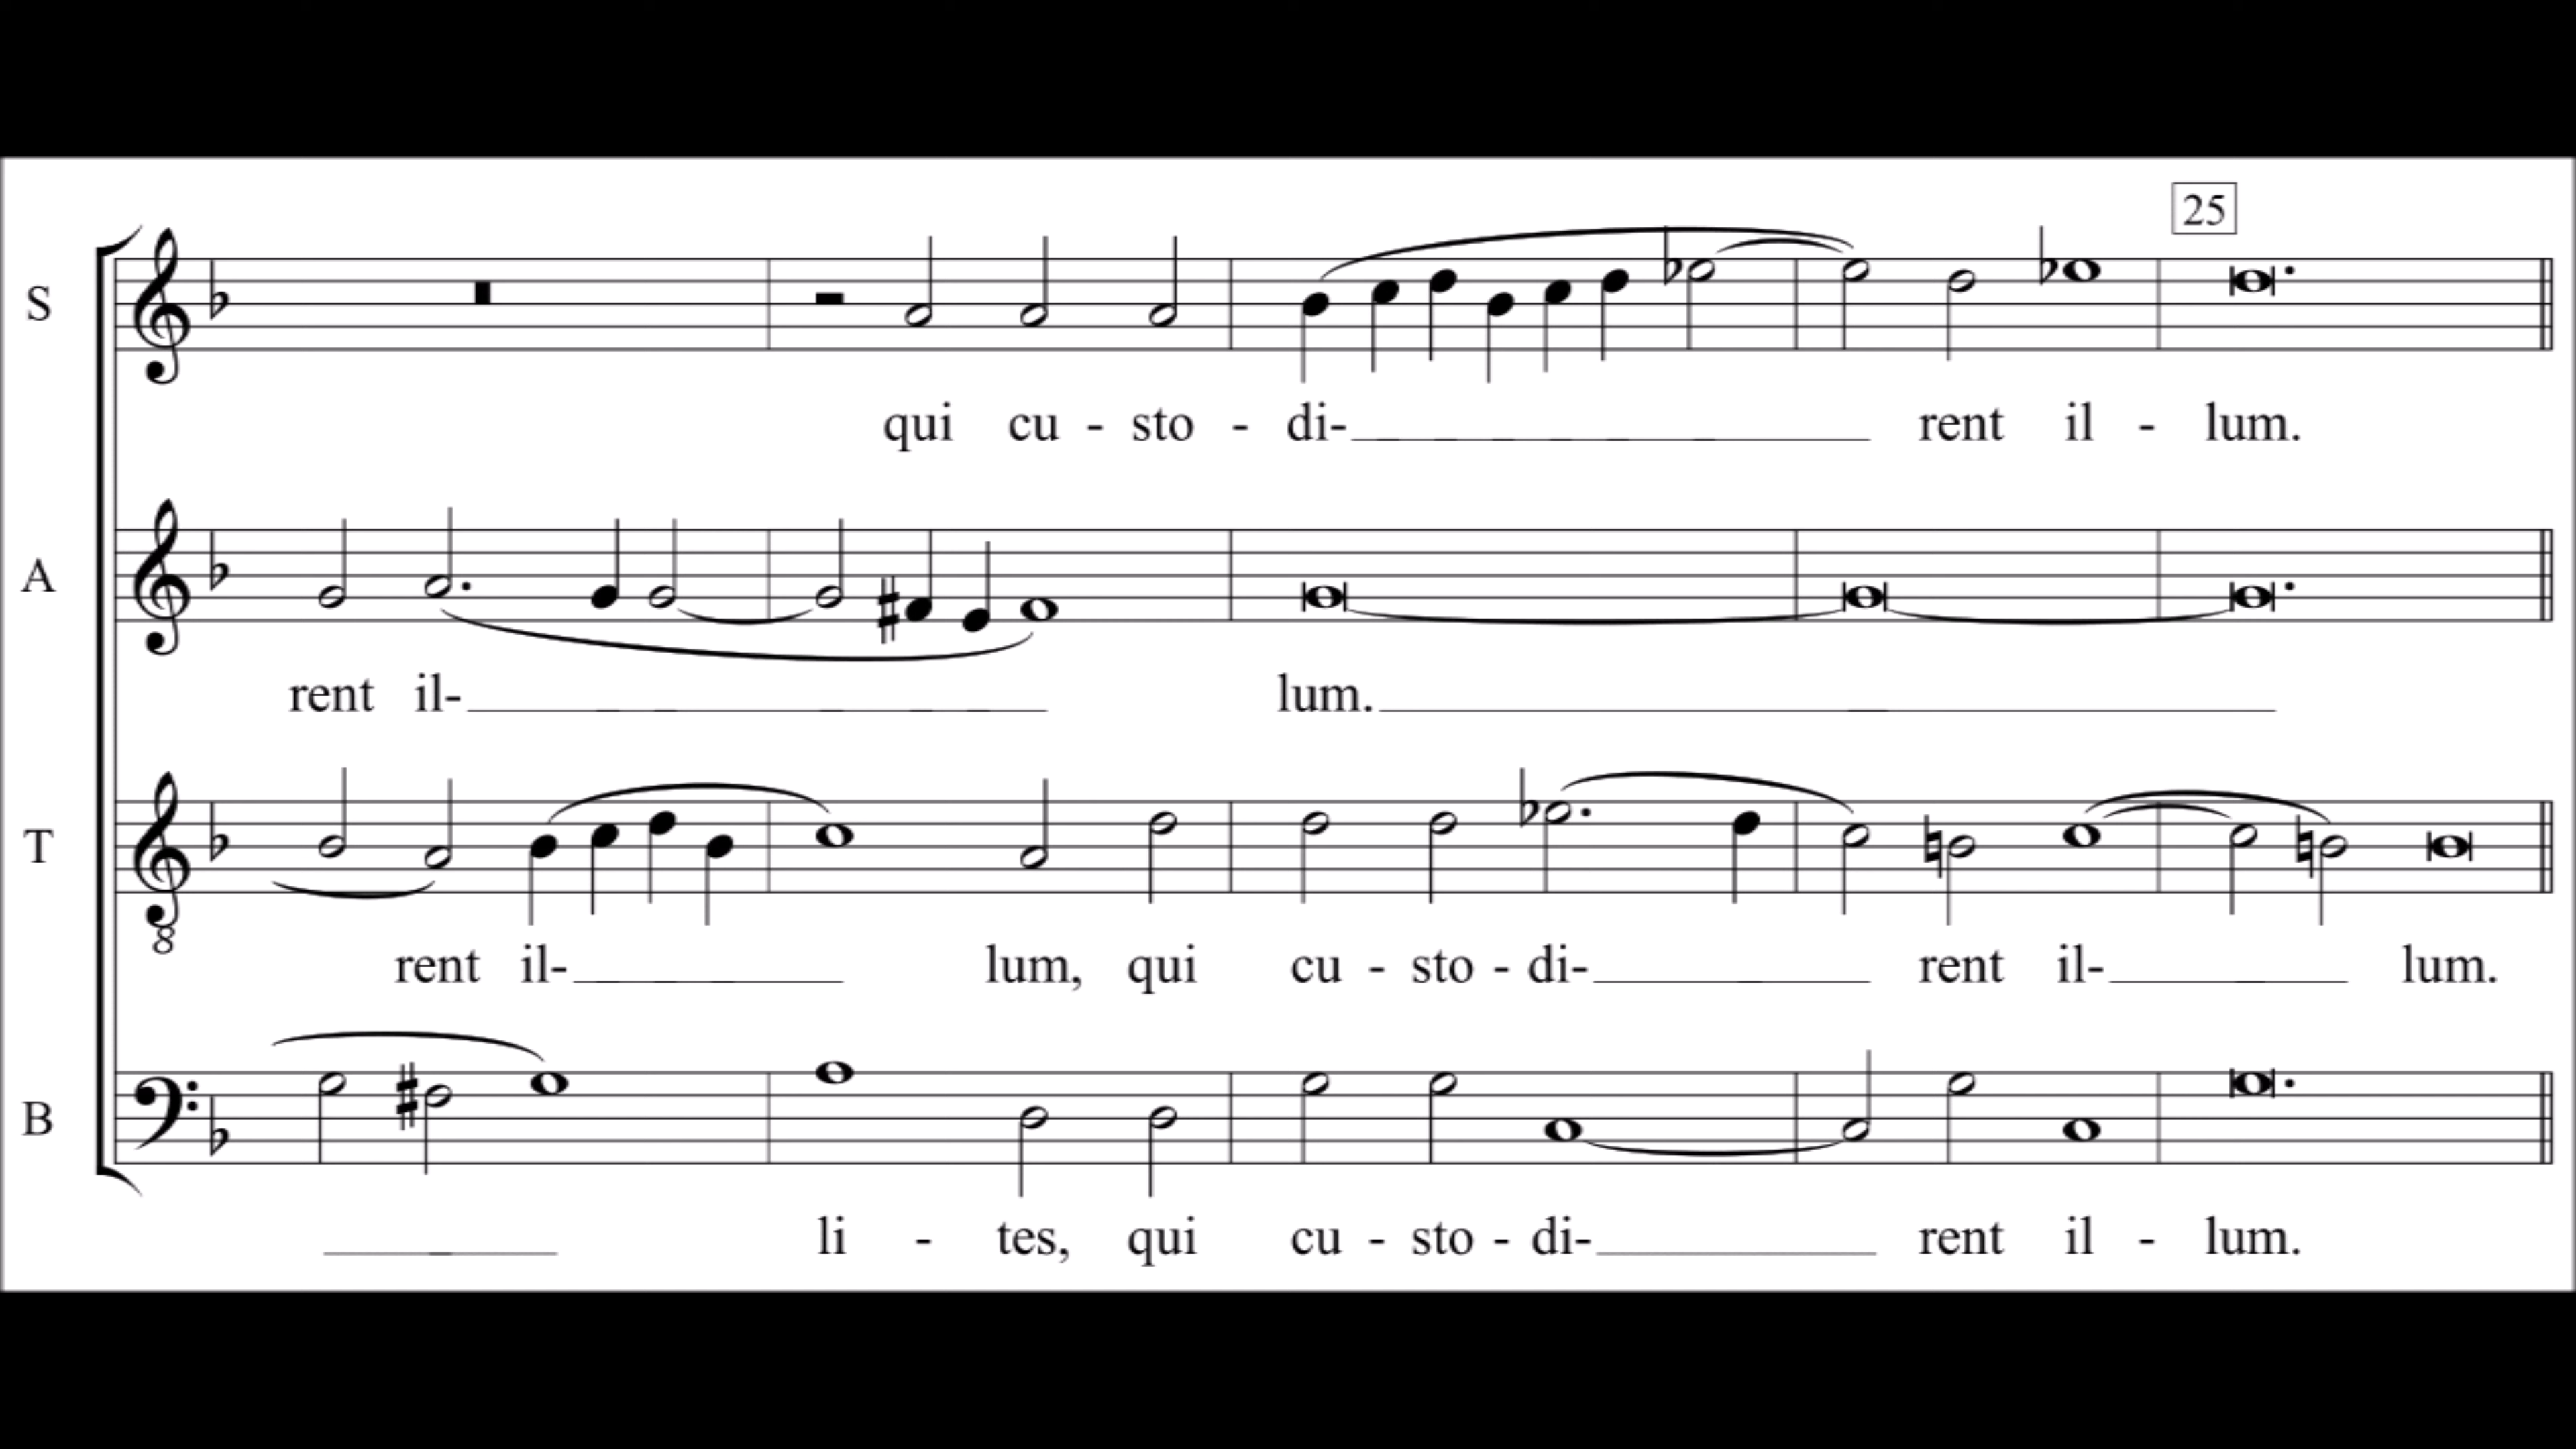 25
S
qui cu - sto - di- rent il - lum.
A
rent il- lum.
T
8
rent il- lum, qui cu - sto - di- rent il- lum.
B
li - tes, qui cu - sto - di- rent il - lum.